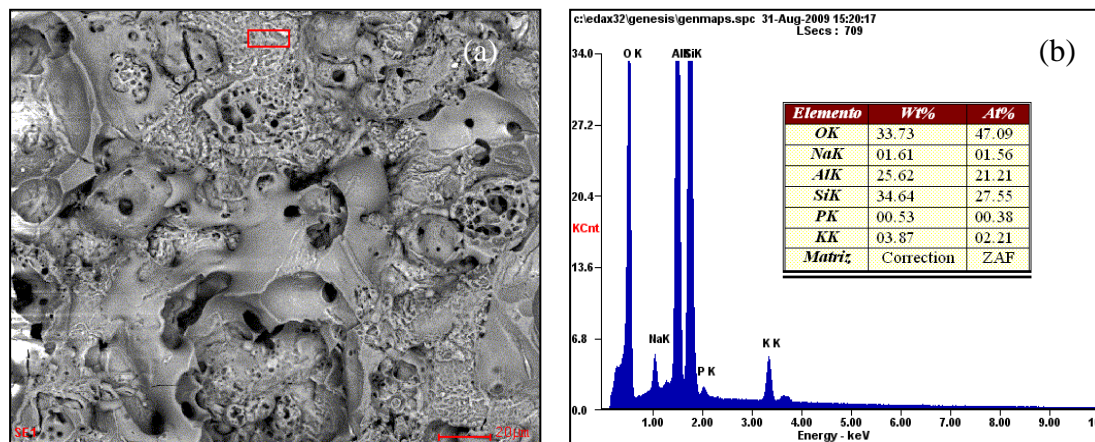 (a)
SE1
20µm
c:\edax32\genesis\genmaps.spc 31-Aug-2009 15:20:17
LSecs : 709
(b)
34.0
27.2
20.4
KCnt
13.6
6.8
0.0
O K
AlK
SiK
NaK
P K
K K
Elemento Wt% At%
OK 33.73 47.09
NaK 01.61 01.56
AlK 25.62 21.21
SiK 34.64 27.55
PK 00.53 00.38
KK 03.87 02.21
Matriz Correction ZAF
1.00 2.00 3.00 4.00 5.00 6.00 7.00 8.00 9.00
Energy - keV